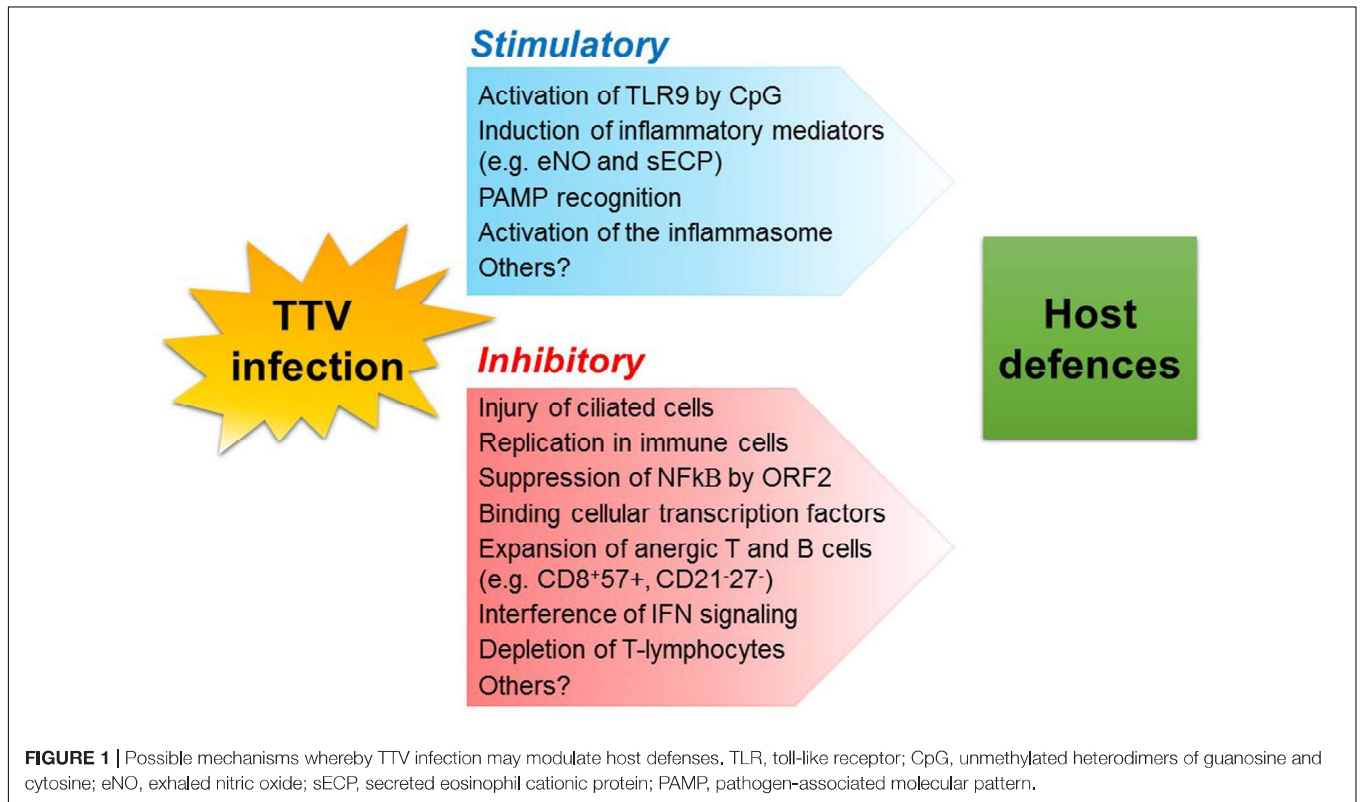 Stimulatory
Activation of TLR9 by CpG
Induction of inflammatory mediators
(e.g. eNO and sECP)
PAMP recognition
Activation of the inflammasome
Others?
TTV
infection
Inhibitory
Injury of ciliated cells
Replication in immune cells
Suppression of NFkB by ORF2
Binding cellular transcription factors
Expansion of anergic T and B cells
(e.g. CD8⁺57+, CD21⁻27⁻)
Interference of IFN signaling
Depletion of T-lymphocytes
Others?
Host
defences
FIGURE 1 | Possible mechanisms whereby TTV infection may modulate host defenses. TLR, toll-like receptor; CpG, unmethylated heterodimers of guanosine and
cytosine; eNO, exhaled nitric oxide; sECP, secreted eosinophil cationic protein; PAMP, pathogen-associated molecular pattern.